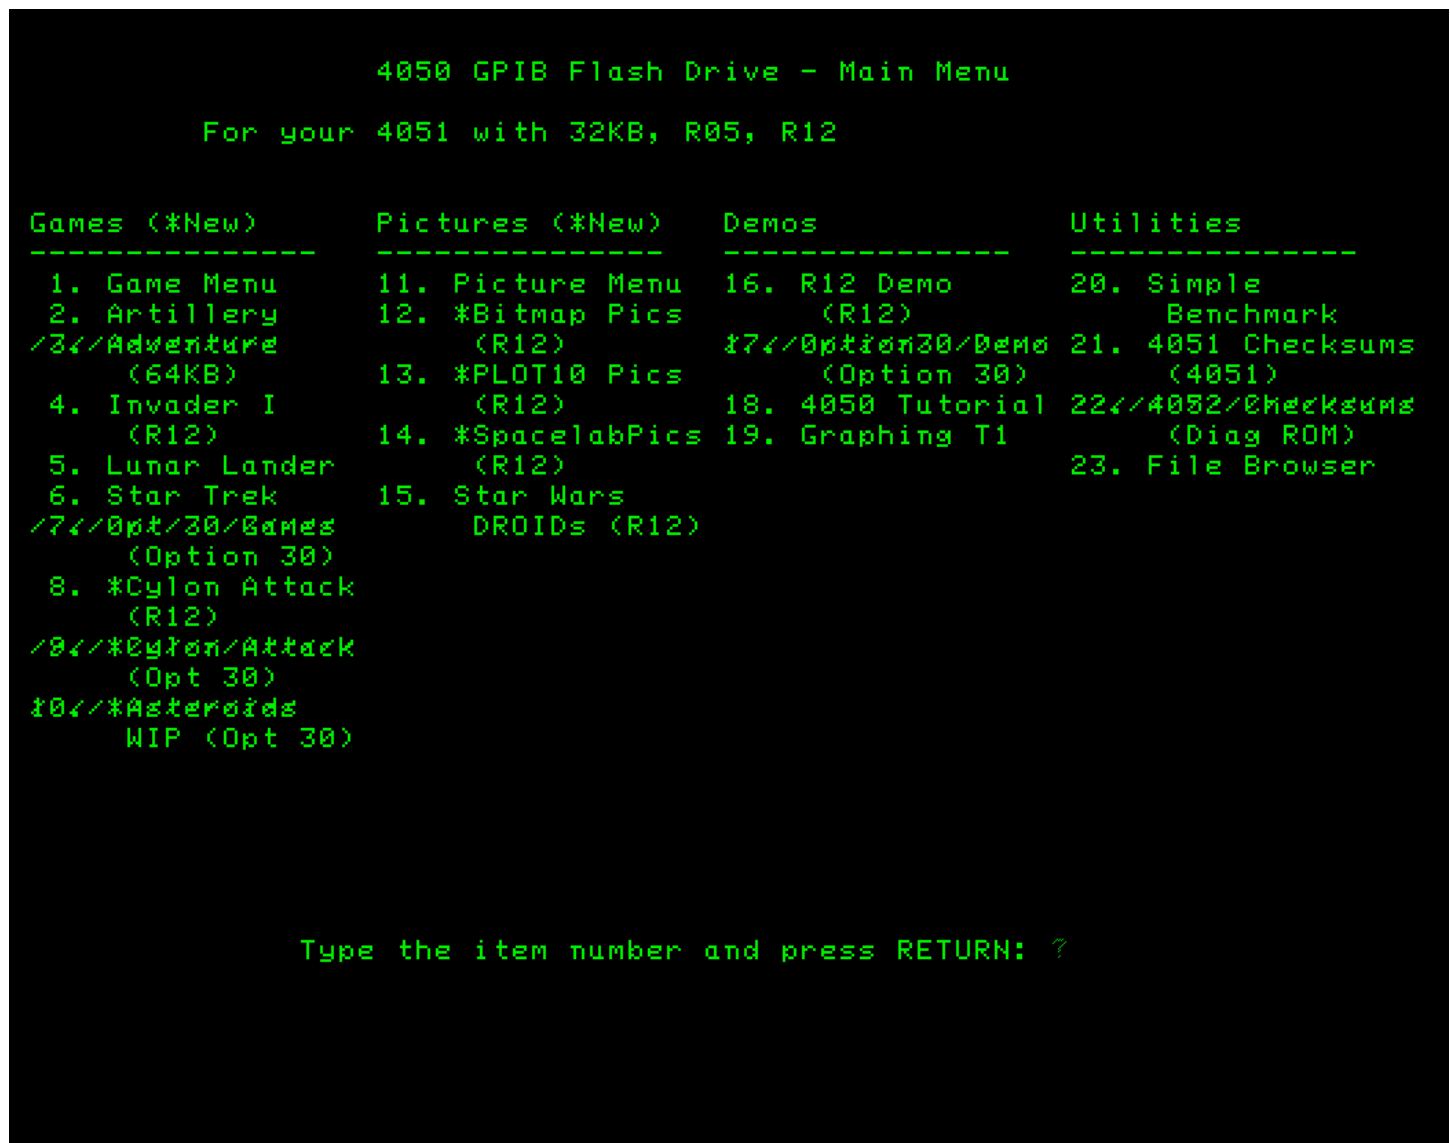 4050 GPIB Flash Drive - Main Menu
For your 4051 with 32KB, R05, R12
Games (*New)
---------------
1. Game Menu
2. Artillery
/3.//Adventure
(64KB)
4. Invader I
(R12)
5. Lunar Lander
6. Star Trek
/7.//Opt/30/Games
(Option 30)
8. *Cylon Attack
(R12)
/9.//*Cylon/Attack
(Opt 30)
10.//*Asteroids
WIP (Opt 30)
Pictures (*New)
---------------
11. Picture Menu
12. *Bitmap Pics
(R12)
13. *PLOT10 Pics
(R12)
14. *SpacelabPics
(R12)
15. Star Wars
DROIDs (R12)
Demos
---------------
16. R12 Demo
(R12)
17.//Option30/Demo
(Option 30)
18. 4050 Tutorial
19. Graphing T1
Utilities
---------------
20. Simple
Benchmark
21. 4051 Checksums
(4051)
22.//4052/Checksums
(Diag ROM)
23. File Browser
Type the item number and press RETURN: ?